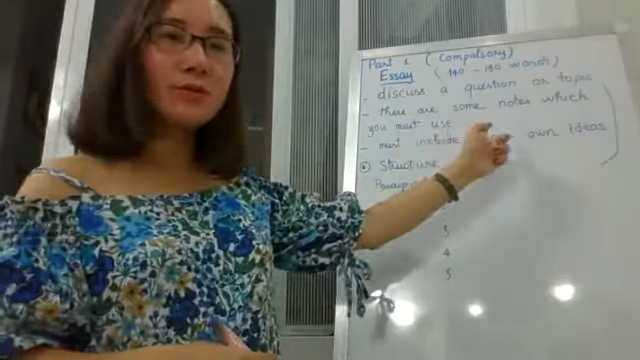 Part 1 (Compulsory)
Essay (140 - 190 words)
- discuss a question or topic
- there are some notes which
you must use
- must include own ideas
* Structure
3
4
5